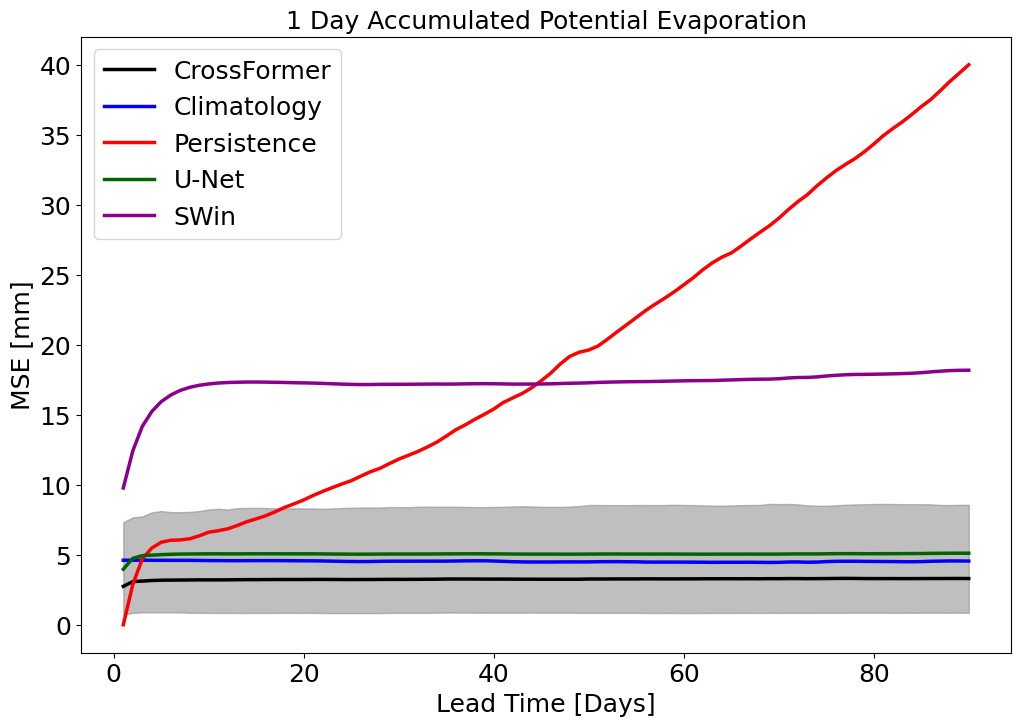 1 Day Accumulated Potential Evaporation
CrossFormer
Climatology
Persistence
U-Net
SWin
MSE [mm]
40
35
30
25
20
15
10
5
0
0 20 40 60 80
Lead Time [Days]